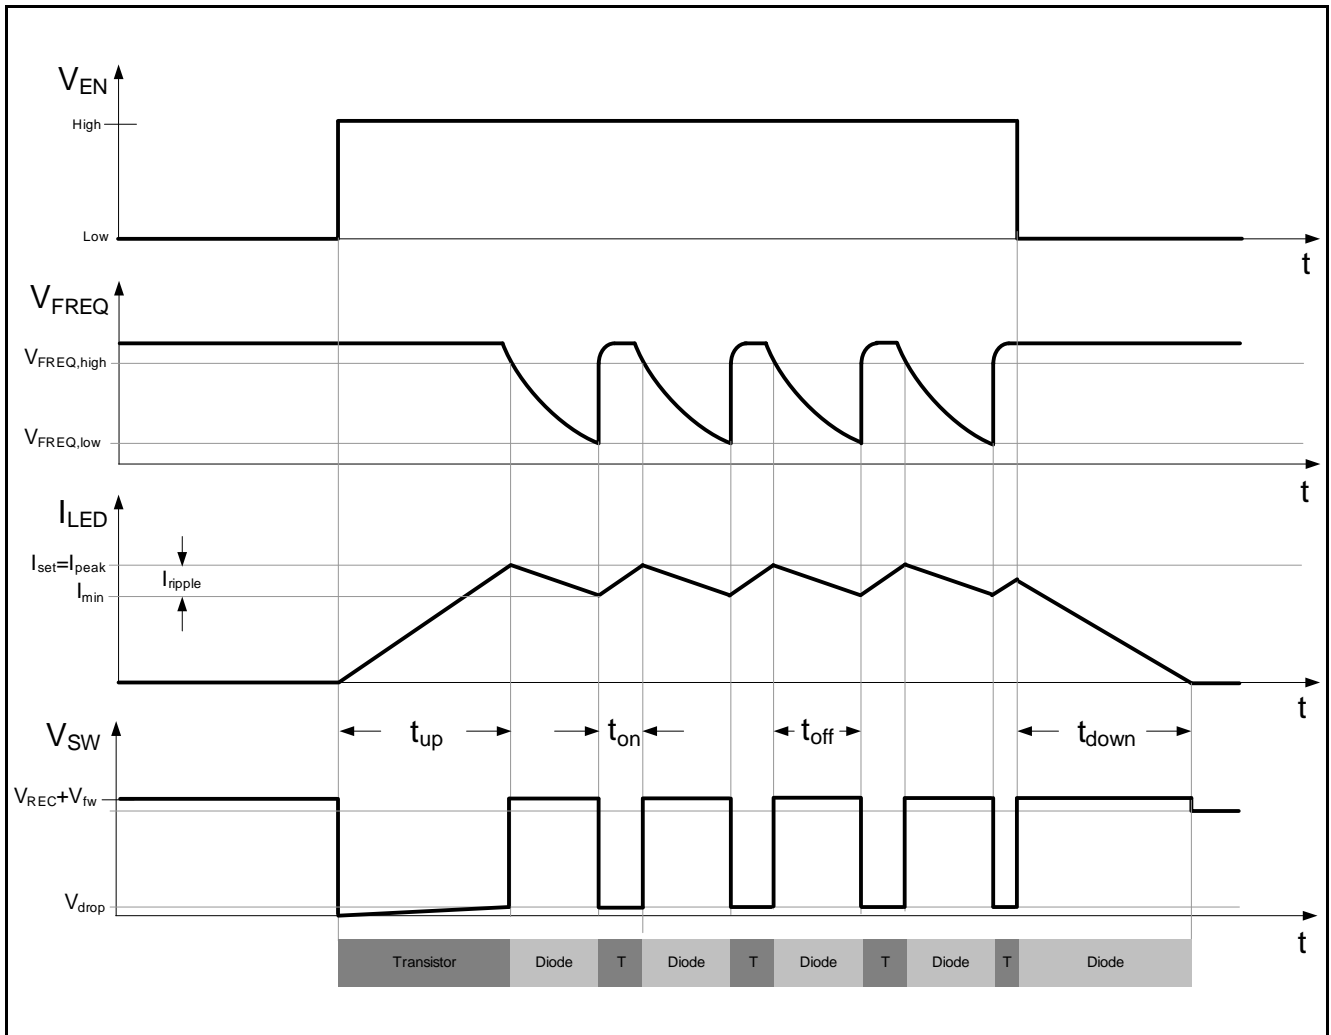 V_EN
High
Low
t
V_FREQ
V_FREQ,high
V_FREQ,low
t
I_LED
I_set=I_peak
I_ripple
I_min
t
V_SW
t_up
t_on
t_off
t_down
V_REC+V_fw
V_drop
t
Transistor Diode T Diode T Diode T Diode T Diode